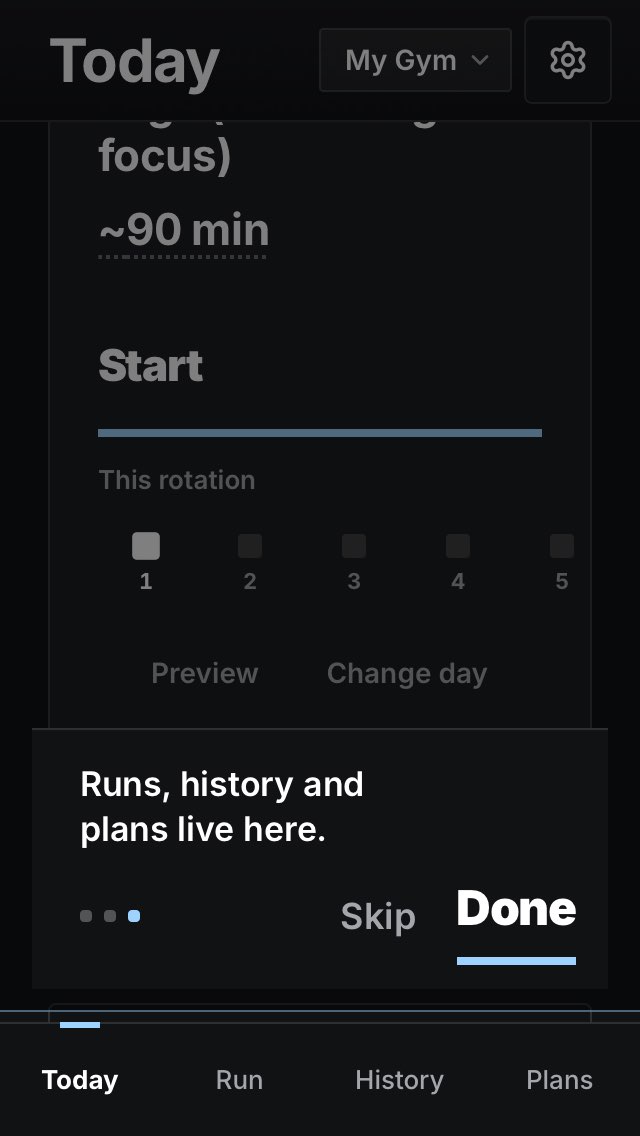 Today
My Gym
focus)
~90 min
Start
This rotation
1 2 3 4 5
Preview Change day
Runs, history and
plans live here.
Skip Done
Today Run History Plans